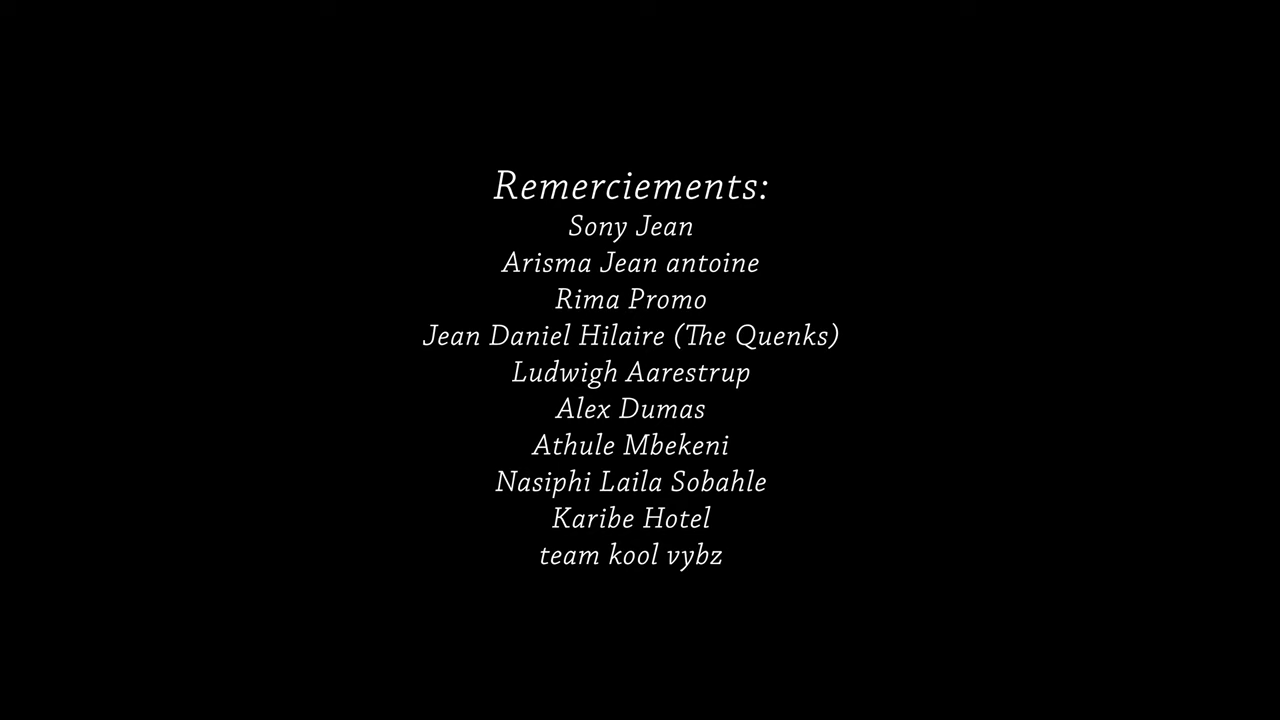 Remerciements:
Sony Jean
Arisma Jean antoine
Rima Promo
Jean Daniel Hilaire (The Quenks)
Ludwigh Aarestrup
Alex Dumas
Athule Mbekeni
Nasiphi Laila Sobahle
Karibe Hotel
team kool vybz